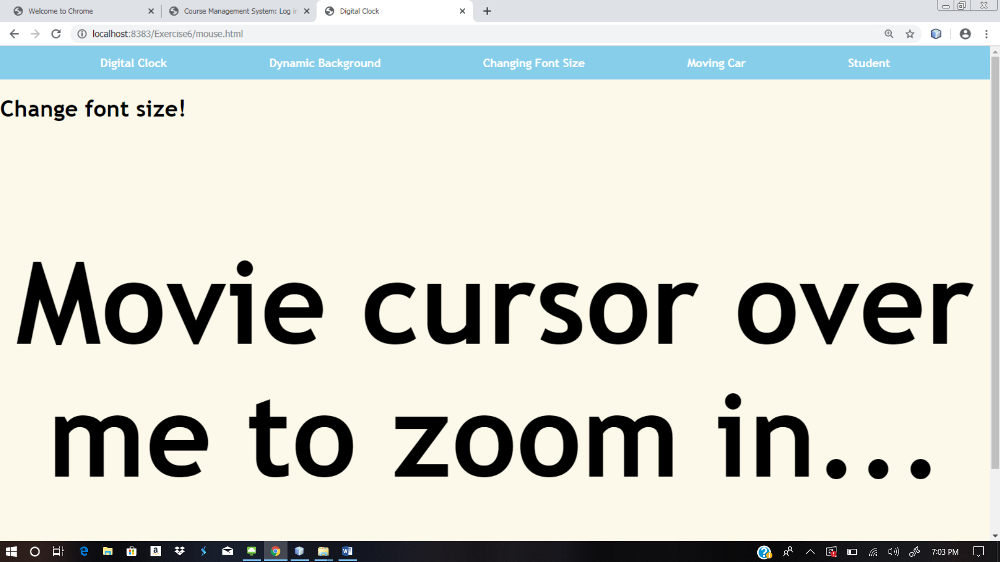 Welcome to Chrome
Course Management System: Log in
Digital Clock
localhost:8383/Exercise6/mouse.html
Digital Clock Dynamic Background Changing Font Size Moving Car Student
Change font size!
Movie cursor over
me to zoom in...
7:03 PM